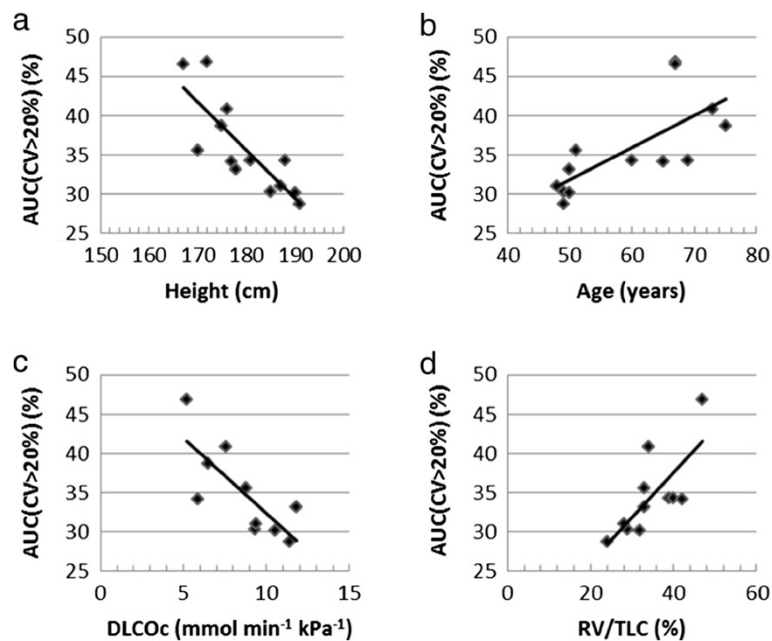 a
AUC(CV>20%) (%)
50
45
40
35
30
25
150 160 170 180 190 200
Height (cm)
b
AUC(CV>20%) (%)
50
45
40
35
30
25
40 50 60 70 80
Age (years)
c
AUC(CV>20%) (%)
50
45
40
35
30
25
0 5 10 15
DLCOc (mmol min⁻¹ kPa⁻¹)
d
AUC(CV>20%) (%)
50
45
40
35
30
25
0 20 40 60
RV/TLC (%)